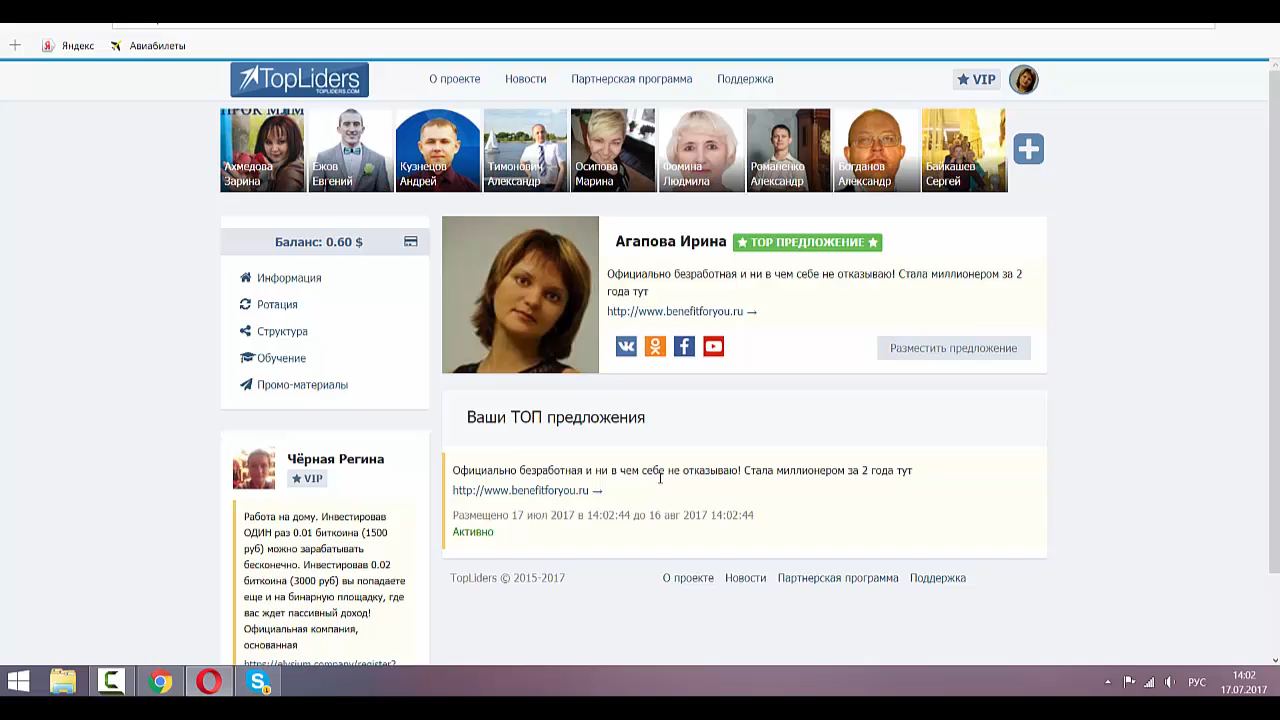 Яндекс Авиабилеты
TopLiders
TOPLIDERS.COM
О проекте Новости Партнерская программа Поддержка
VIP
Ахмедова Зарина
Ежов Евгений
Кузнецов Андрей
Тимонович Александр
Осипова Марина
Фомина Людмила
Романенко Александр
Богданов Александр
Байкашев Сергей
Баланс: 0.60 $
Информация
Ротация
Структура
Обучение
Промо-материалы
Агапова Ирина
TOP ПРЕДЛОЖЕНИЕ
Официально безработная и ни в чем себе не отказываю! Стала миллионером за 2
года тут
http://www.benefitforyou.ru →
Разместить предложение
Ваши ТОП предложения
Официально безработная и ни в чем себе не отказываю! Стала миллионером за 2 года тут
http://www.benefitforyou.ru →
Размещено 17 июл 2017 в 14:02:44 до 16 авг 2017 14:02:44
Активно
Чёрная Регина
VIP
Работа на дому. Инвестировав
ОДИН раз 0.01 биткоина (1500
руб) можно зарабатывать
бесконечно. Инвестировав 0.02
биткоина (3000 руб) вы попадаете
еще и на бинарную площадку, где
вас ждет пассивный доход!
Официальная компания,
основанная
https://elysium.company/register?
TopLiders © 2015-2017
О проекте Новости Партнерская программа Поддержка
РУС
14:02
17.07.2017